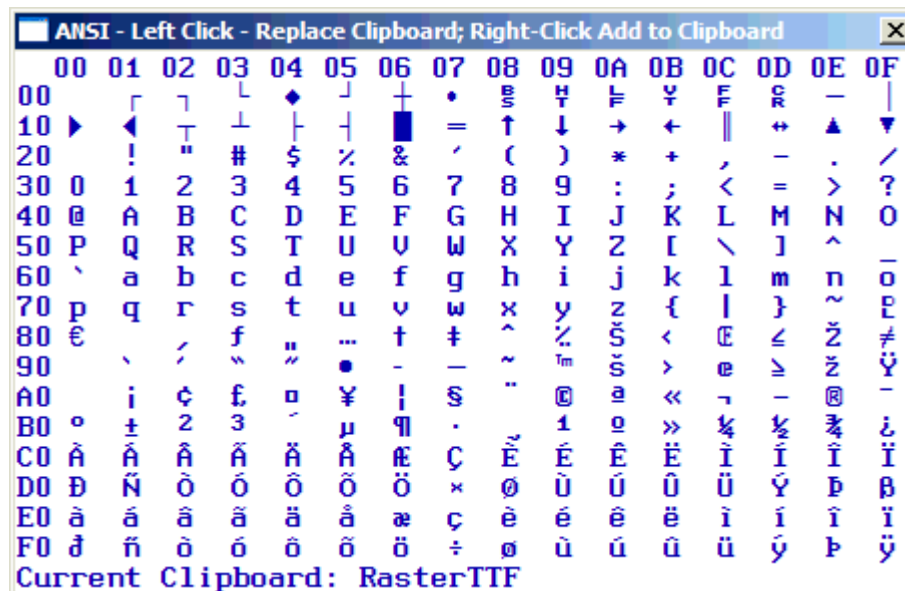 ANSI - Left Click - Replace Clipboard; Right-Click Add to Clipboard
00 01 02 03 04 05 06 07 08 09 0A 0B 0C 0D 0E 0F
00 ┌ ┐ └ ◆ ┘ ┼ • ␈ ␉ ␊ ␋ ␌ ␍ ─ │
10 ► ◄ ┬ ┴ ├ ┤ █ = ↑ ↓ → ← ║ ↔ ▲ ▼
20 ! " # $ % & ' ( ) * + , - . /
30 0 1 2 3 4 5 6 7 8 9 : ; < = > ?
40 @ A B C D E F G H I J K L M N O
50 P Q R S T U V W X Y Z [ \ ] ^ _
60 ` a b c d e f g h i j k l m n o
70 p q r s t u v w x y z { | } ~
80 € ‚ ƒ „ … † ‡ ˆ ‰ Š ‹ Œ ≤ Ž ≠
90 ‘ ’ “ ” • - — ˜ ™ š › œ ≥ ž Ÿ
A0 ¡ ¢ £ ¤ ¥ ¦ § ¨ © ª « ¬ - ® ¯
B0 ° ± ² ³ ´ µ ¶ · ¸ ¹ º » ¼ ½ ¾ ¿
C0 À Á Â Ã Ä Å Æ Ç È É Ê Ë Ì Í Î Ï
D0 Ð Ñ Ò Ó Ô Õ Ö × Ø Ù Ú Û Ü Ý Þ ß
E0 à á â ã ä å æ ç è é ê ë ì í î ï
F0 ð ñ ò ó ô õ ö ÷ ø ù ú û ü ý þ ÿ
Current Clipboard: RasterTTF